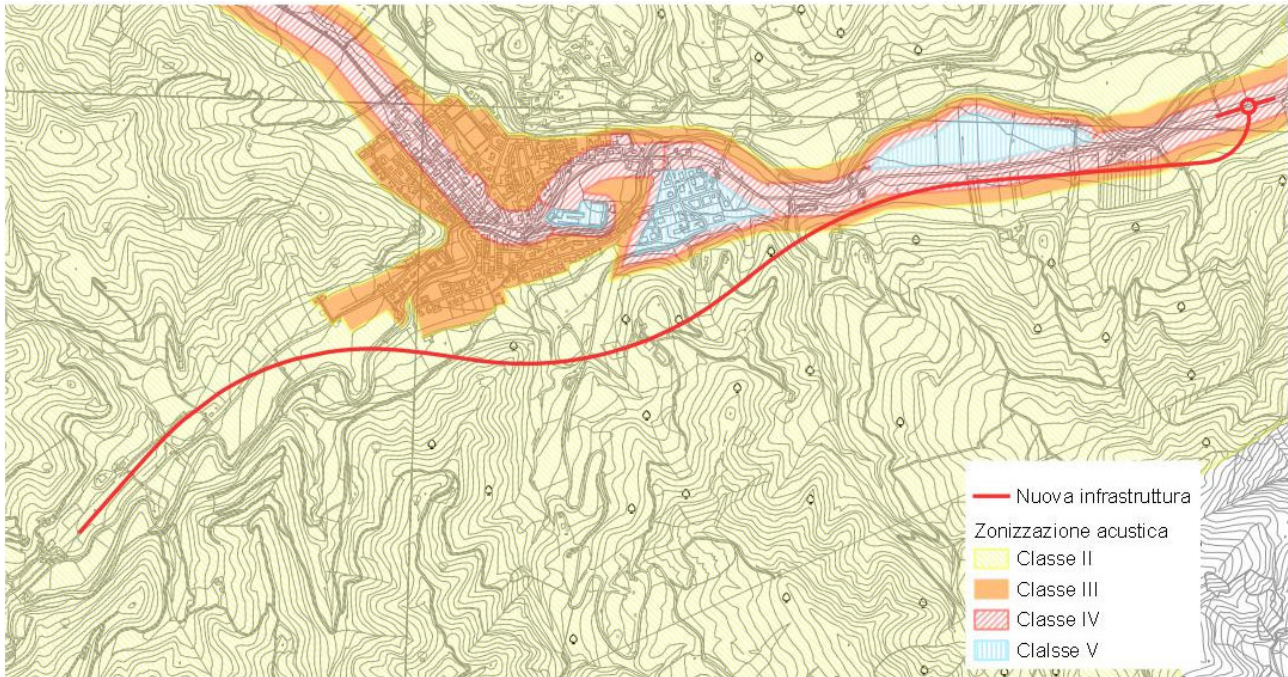 Nuova infrastruttura
Zonizzazione acustica
Classe II
Classe III
Classe IV
Clalsse V